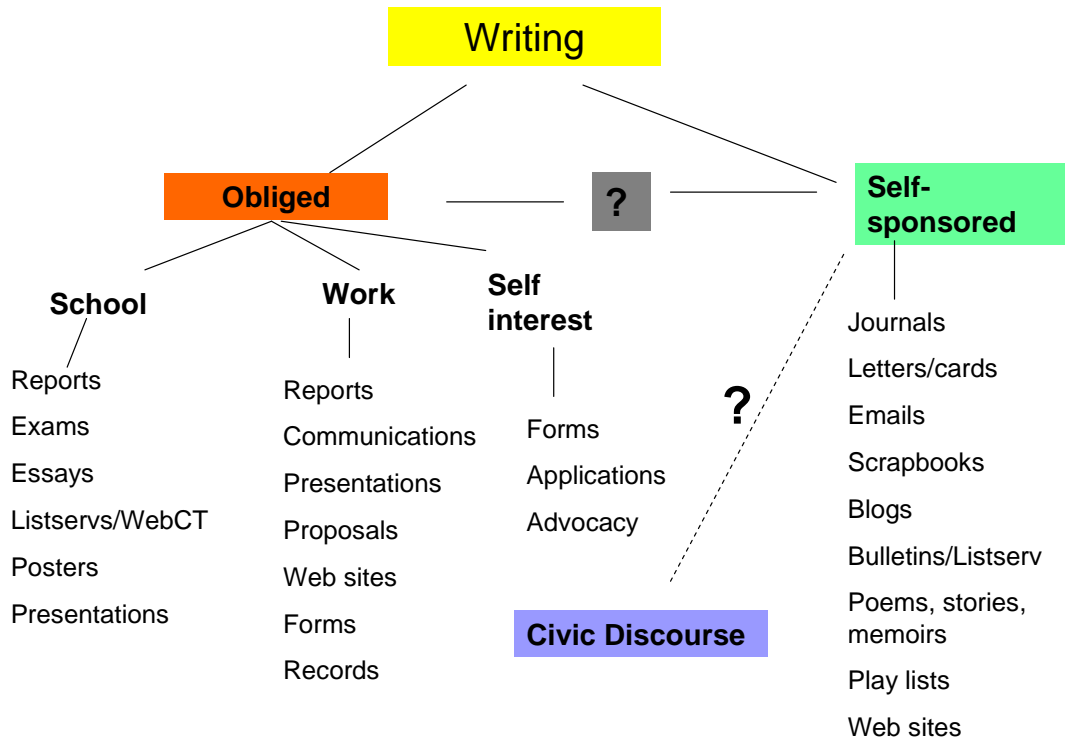 Writing
Obliged
?
Self-
sponsored
School
Reports
Exams
Essays
Listservs/WebCT
Posters
Presentations
Work
Reports
Communications
Presentations
Proposals
Web sites
Forms
Records
Self
interest
Forms
Applications
Advocacy
?
Civic Discourse
Journals
Letters/cards
Emails
Scrapbooks
Blogs
Bulletins/Listserv
Poems, stories,
memoirs
Play lists
Web sites